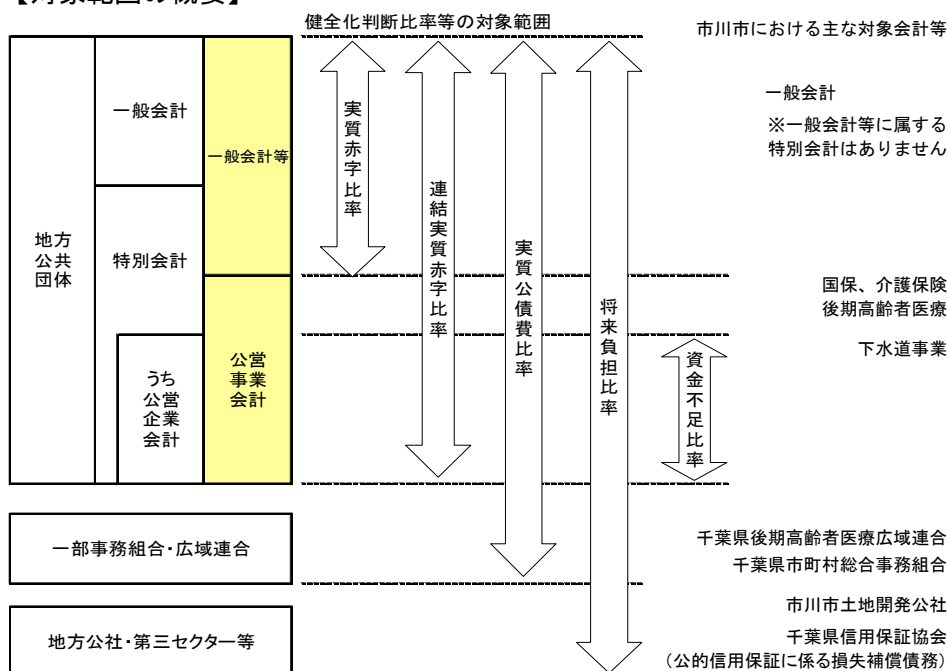 【対象範囲の概要】
健全化判断比率等の対象範囲
市川市における主な対象会計等
地方
公共
団体
一般会計
特別会計
うち
公営
企業
会計
一般会計等
公営
事業
会計
実質赤字比率
連結実質赤字比率
実質公債費比率
将来負担比率
資金不足比率
一般会計
※一般会計等に属する
特別会計はありません
国保、介護保険
後期高齢者医療
下水道事業
一部事務組合・広域連合
千葉県後期高齢者医療広域連合
千葉県市町村総合事務組合
地方公社・第三セクター等
市川市土地開発公社
千葉県信用保証協会
（公的信用保証に係る損失補償債務）